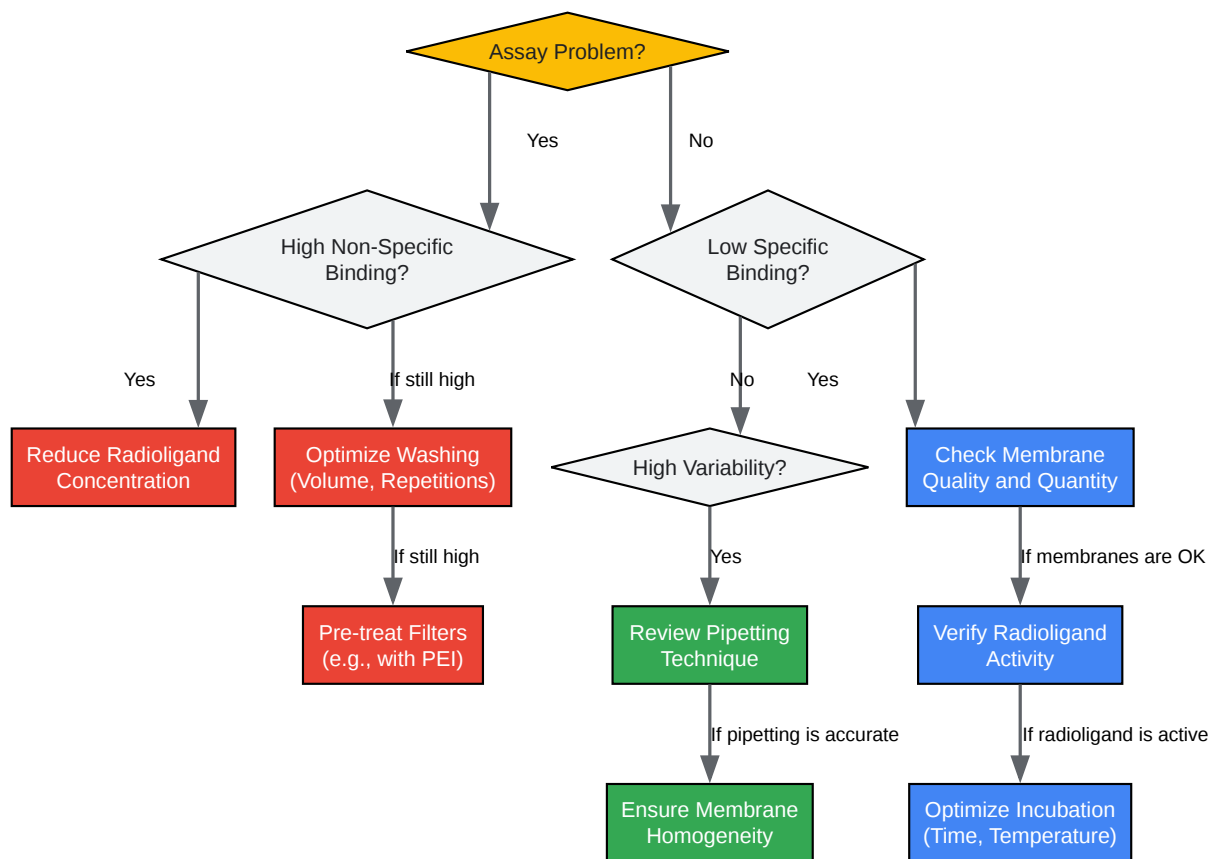 Assay Problem?
Yes
No
High Non-Specific
Binding?
Low Specific
Binding?
Yes
If still high
No
Yes
Reduce Radioligand
Concentration
Optimize Washing
(Volume, Repetitions)
High Variability?
Check Membrane
Quality and Quantity
If still high
Yes
If membranes are OK
Pre-treat Filters
(e.g., with PEI)
Review Pipetting
Technique
Verify Radioligand
Activity
If pipetting is accurate
If radioligand is active
Ensure Membrane
Homogeneity
Optimize Incubation
(Time, Temperature)